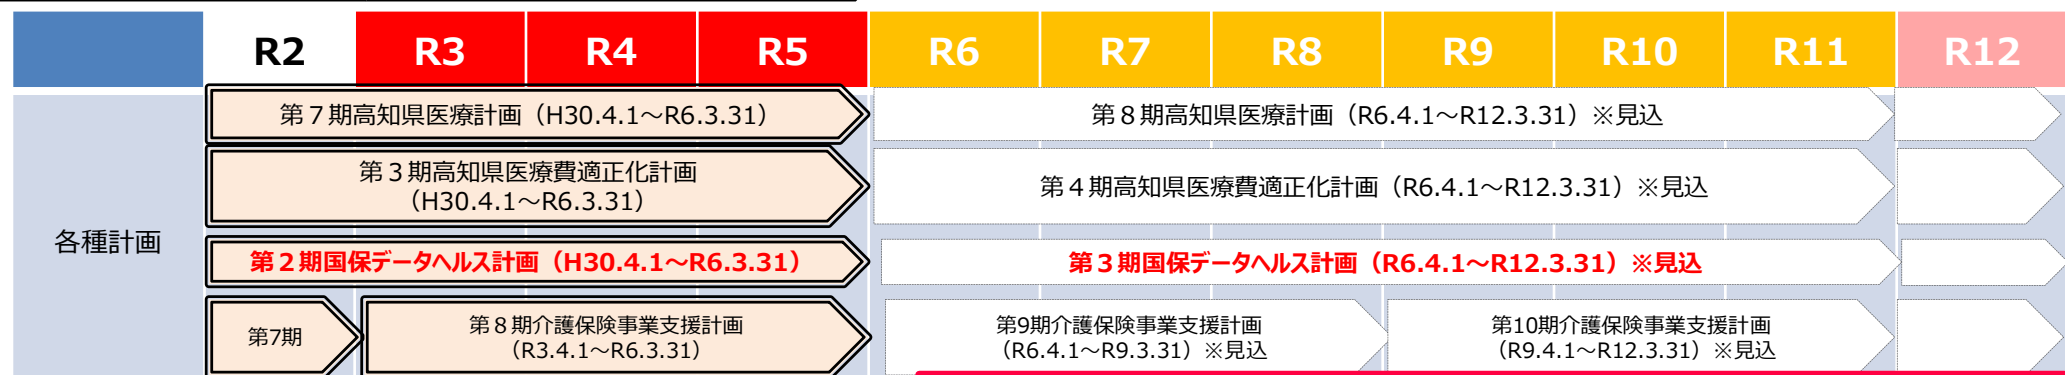 R2 R3 R4 R5 R6 R7 R8 R9 R10 R11 R12
各種計画
第７期高知県医療計画（H30.4.1～R6.3.31）
第８期高知県医療計画（R6.4.1～R12.3.31）※見込
第３期高知県医療費適正化計画
（H30.4.1～R6.3.31）
第４期高知県医療費適正化計画（R6.4.1～R12.3.31）※見込
第２期国保データヘルス計画（H30.4.1～R6.3.31）
第３期国保データヘルス計画（R6.4.1～R12.3.31）※見込
第7期
第８期介護保険事業支援計画
（R3.4.1～R6.3.31）
第9期介護保険事業支援計画
（R6.4.1～R9.3.31）※見込
第10期介護保険事業支援計画
（R9.4.1～R12.3.31）※見込